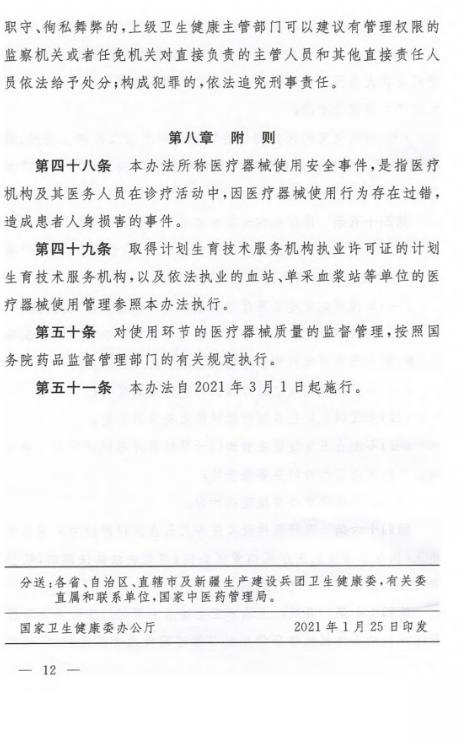 职守、徇私舞弊的,上级卫生健康主管部门可以建议有管理权限的
监察机关或者任免机关对直接负责的主管人员和其他直接责任人
员依法给予处分;构成犯罪的,依法追究刑事责任。
第八章 附 则
第四十八条 本办法所称医疗器械使用安全事件,是指医疗
机构及其医务人员在诊疗活动中,因医疗器械使用行为存在过错,
造成患者人身损害的事件。
第四十九条 取得计划生育技术服务机构执业许可证的计划
生育技术服务机构,以及依法执业的血站、单采血浆站等单位的医
疗器械使用管理参照本办法执行。
第五十条 对使用环节的医疗器械质量的监督管理,按照国
务院药品监督管理部门的有关规定执行。
第五十一条 本办法自 2021 年 3 月 1 日起施行。
分送:各省、自治区、直辖市及新疆生产建设兵团卫生健康委,有关委
直属和联系单位,国家中医药管理局。
国家卫生健康委办公厅 2021 年 1 月 25 日印发
— 12 —